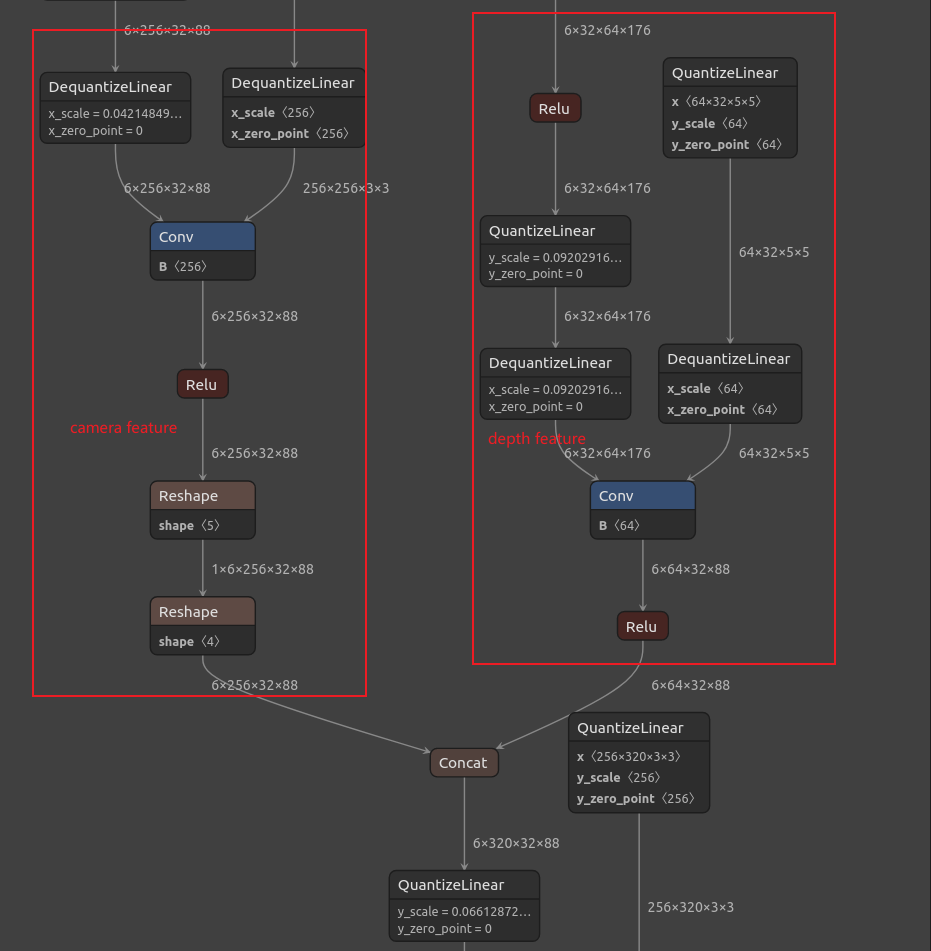 6×256×32×88
DequantizeLinear
x_scale = 0.04214849…
x_zero_point = 0
DequantizeLinear
x_scale 〈256〉
x_zero_point 〈256〉
6×256×32×88
256×256×3×3
Conv
B 〈256〉
6×256×32×88
Relu
camera feature
6×256×32×88
Reshape
shape 〈5〉
1×6×256×32×88
Reshape
shape 〈4〉
6×256×32×88
6×32×64×176
Relu
QuantizeLinear
x 〈64×32×5×5〉
y_scale 〈64〉
y_zero_point 〈64〉
6×32×64×176
QuantizeLinear
y_scale = 0.09202916…
y_zero_point = 0
64×32×5×5
6×32×64×176
DequantizeLinear
x_scale = 0.09202916…
x_zero_point = 0
DequantizeLinear
x_scale 〈64〉
x_zero_point 〈64〉
depth feature
6×32×64×176
64×32×5×5
Conv
B 〈64〉
6×64×32×88
Relu
6×64×32×88
Concat
QuantizeLinear
x 〈256×320×3×3〉
y_scale 〈256〉
y_zero_point 〈256〉
6×320×32×88
QuantizeLinear
y_scale = 0.06612872…
y_zero_point = 0
256×320×3×3